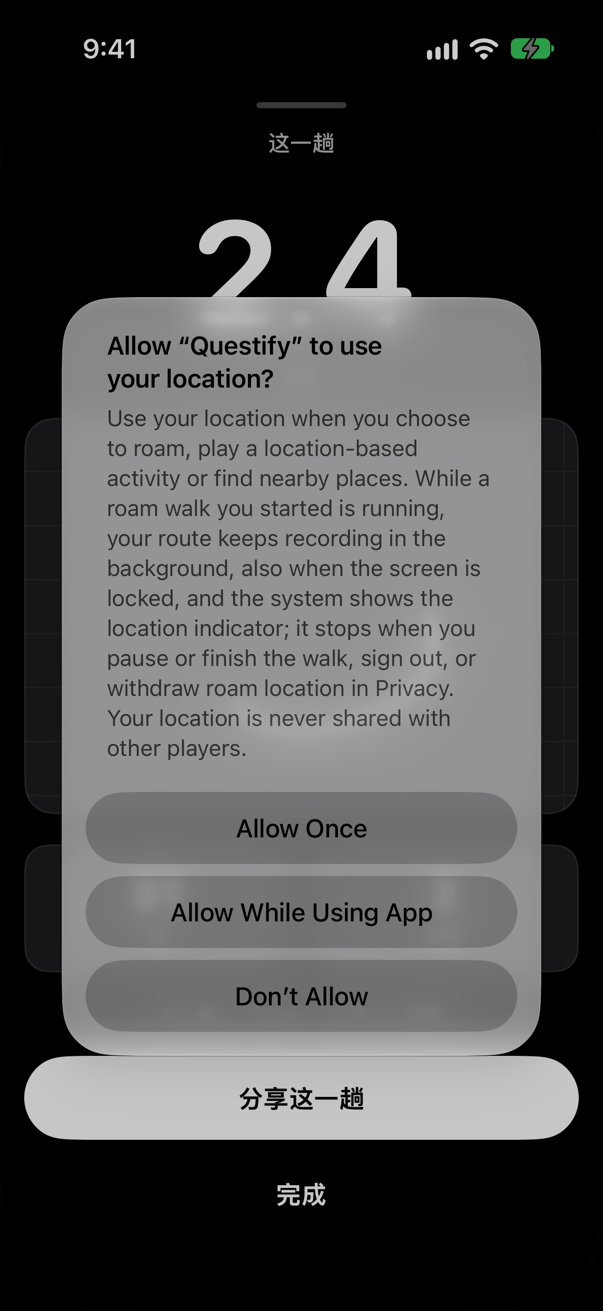 9:41
这一趟
2.4
Allow “Questify” to use
your location?
Use your location when you choose
to roam, play a location-based
activity or find nearby places. While a
roam walk you started is running,
your route keeps recording in the
background, also when the screen is
locked, and the system shows the
location indicator; it stops when you
pause or finish the walk, sign out, or
withdraw roam location in Privacy.
Your location is never shared with
other players.
Allow Once
Allow While Using App
Don’t Allow
分享这一趟
完成